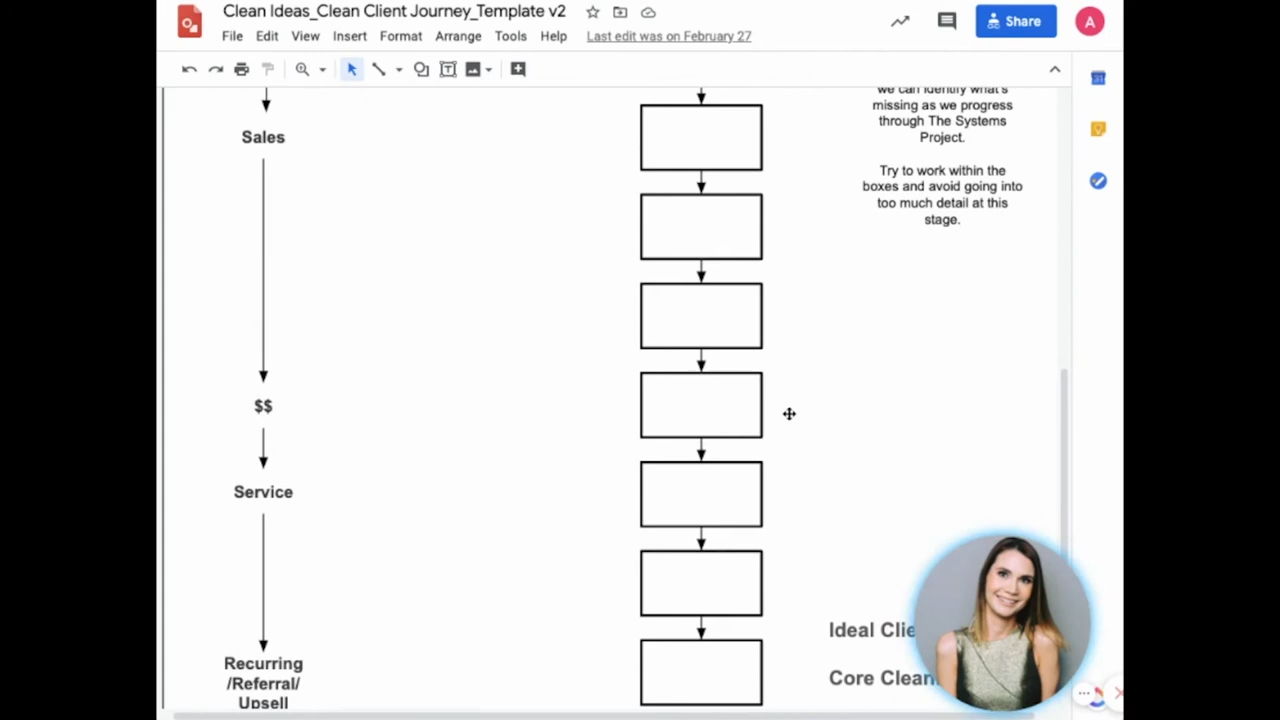 Clean Ideas_Clean Client Journey_Template v2
File Edit View Insert Format Arrange Tools Help Last edit was on February 27
Share
A
we can identify what's
missing as we progress
through The Systems
Project.
Try to work within the
boxes and avoid going into
too much detail at this
stage.
Sales
$$
Service
Recurring
/Referral/
Upsell
Ideal
Core
31